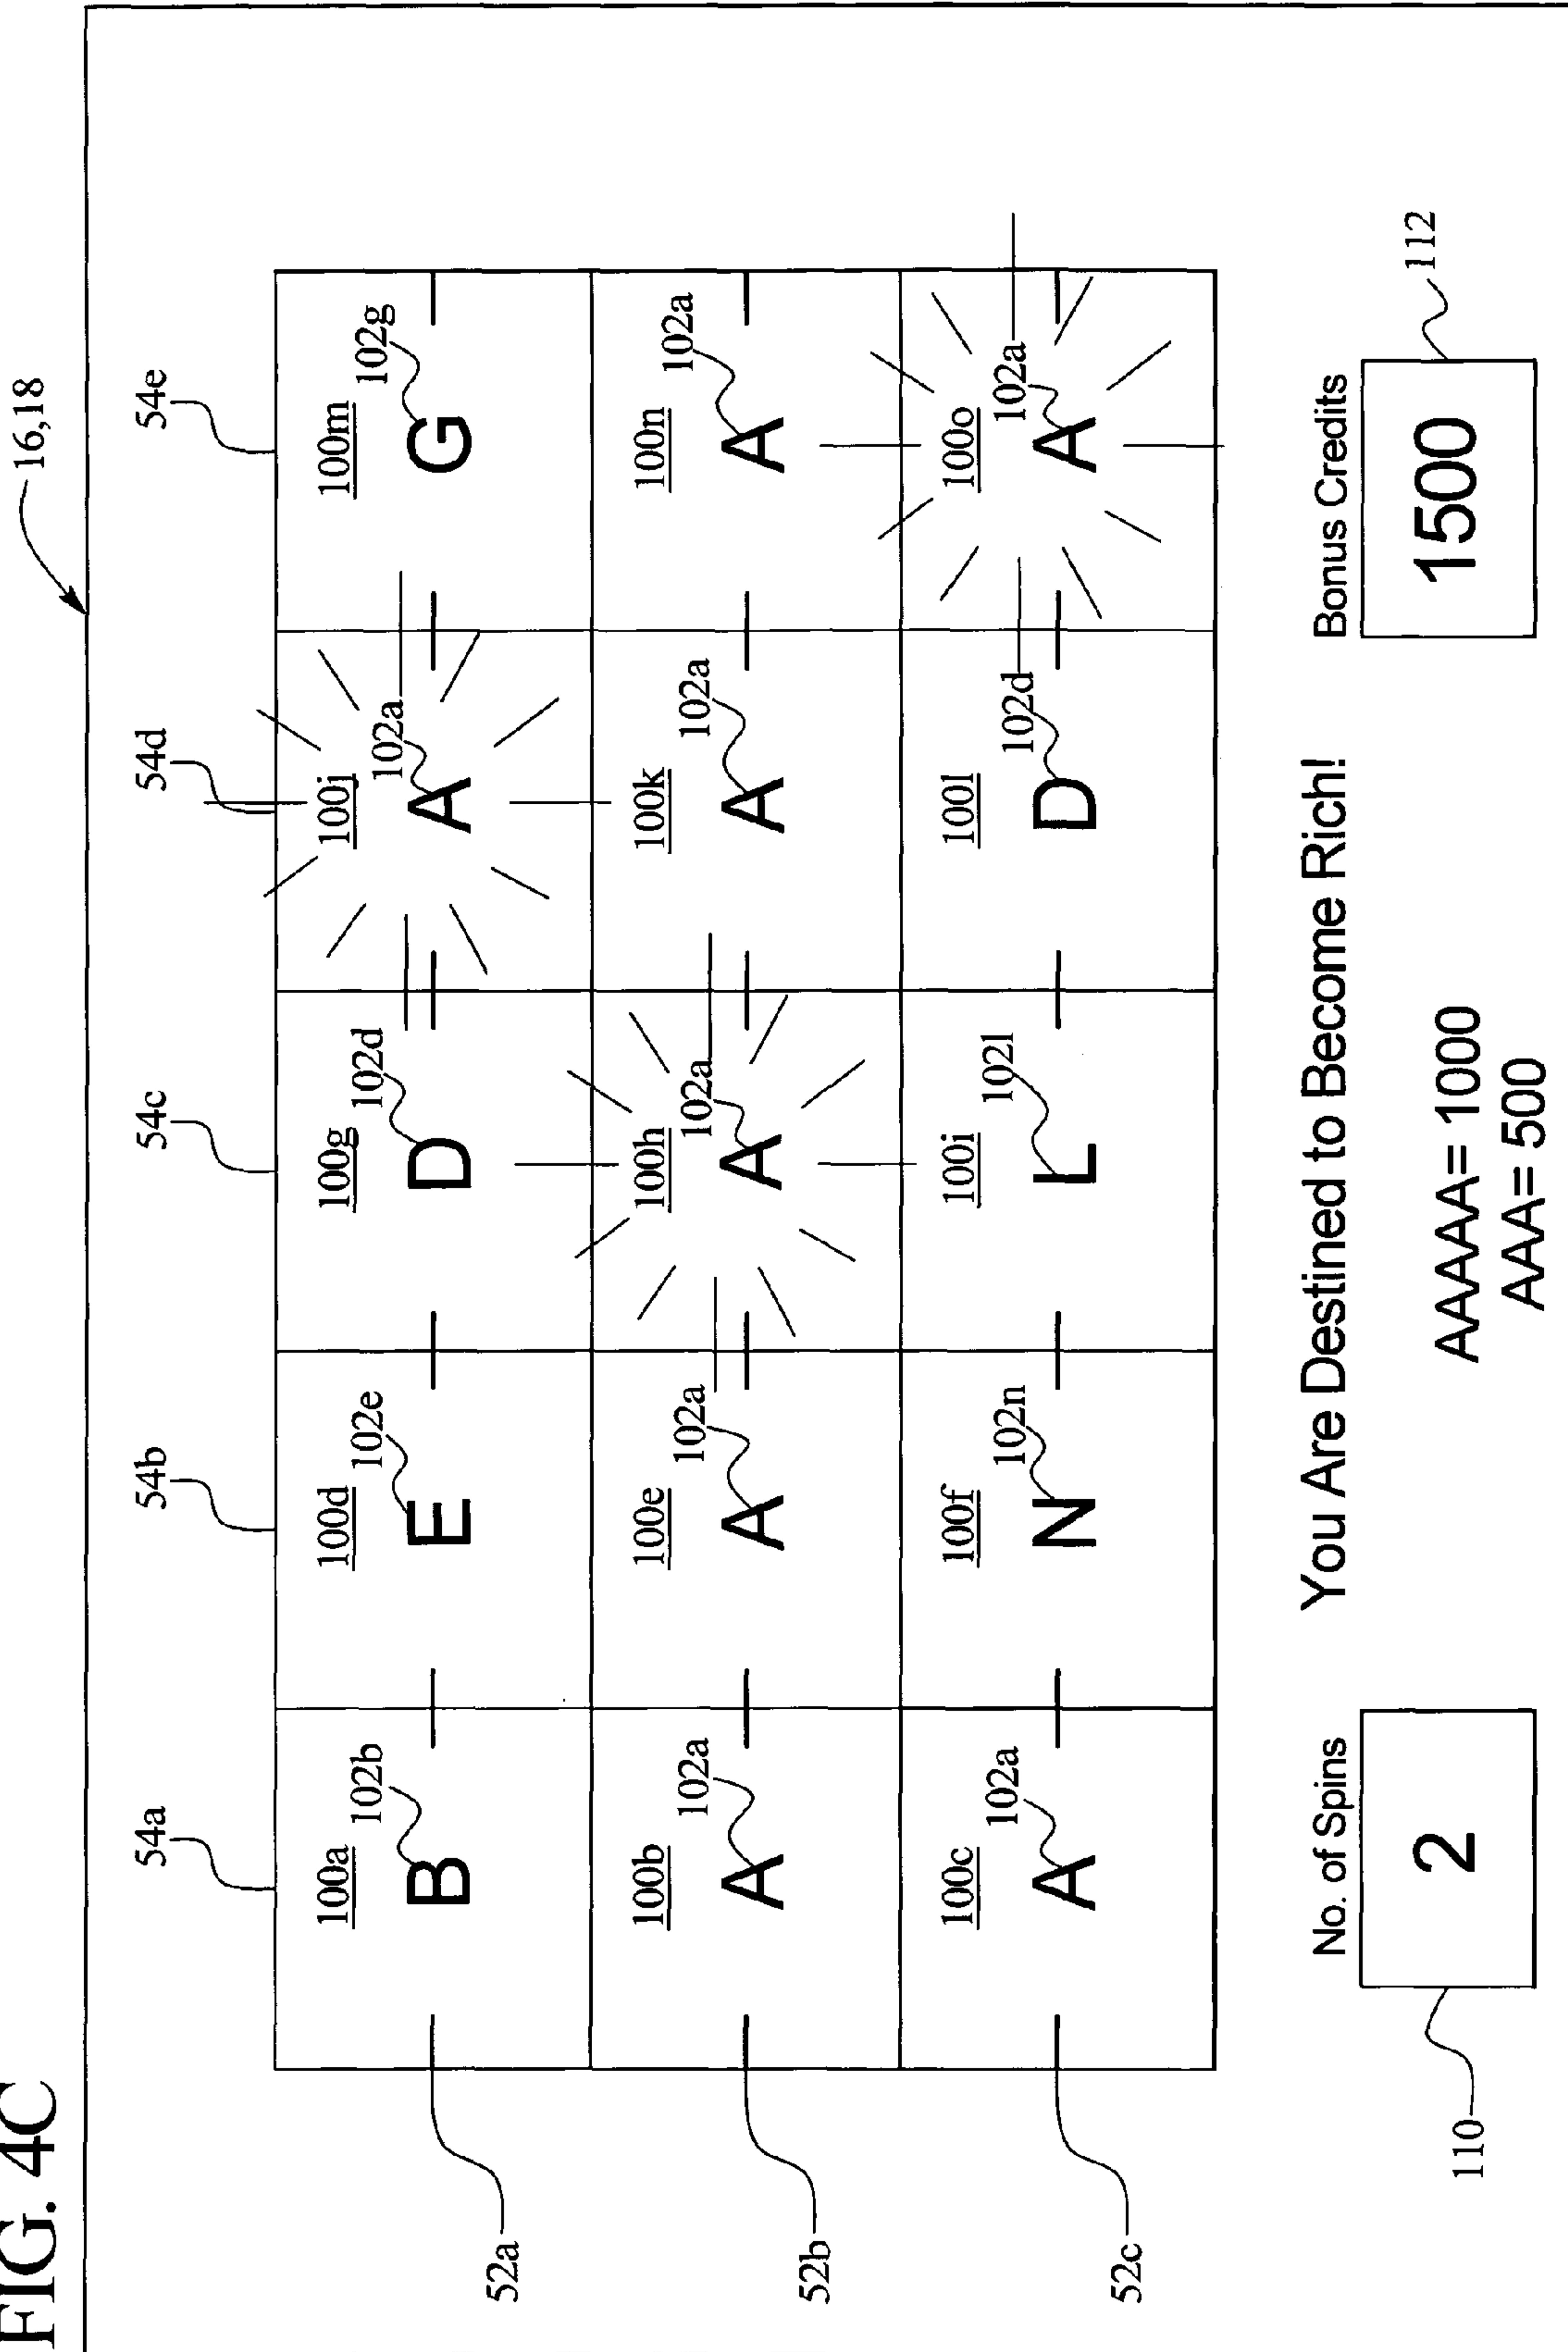 FIG. 4C
16,18
54a 54b 54c 54d 54e
100a 102b 100d 102e 100g 102d 100j 102a 100m 102g
B E D A G
52a
100b 102a 100e 102a 100h 102a 100k 102a 100n 102a
A A A A A
52b
100c 102a 100f 102n 100i 102l 100l 102d 100o 102a
A N L D A
52c
You Are Destined to Become Rich!
No. of Spins
Bonus Credits
110
2
AAAAA= 1000
1500
112
AAA= 500